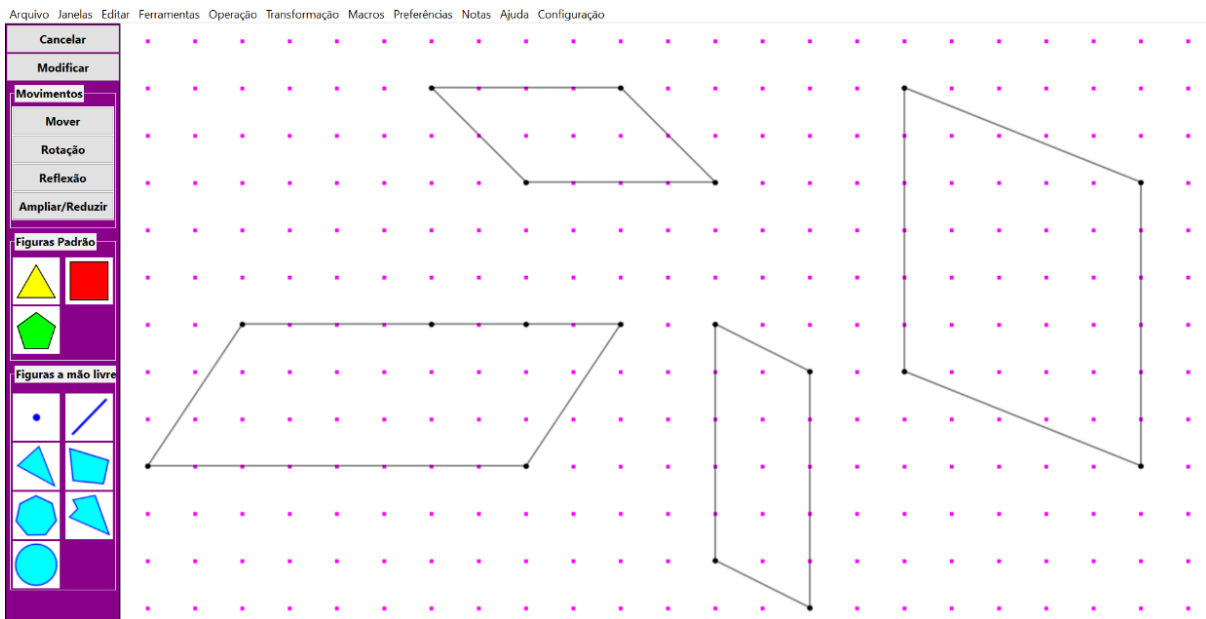 Arquivo Janelas Editar Ferramentas Operação Transformação Macros Preferências Notas Ajuda Configuração
Cancelar
Modificar
Movimentos
Mover
Rotação
Reflexão
Ampliar/Reduzir
Figuras Padrão
Figuras a mão livre